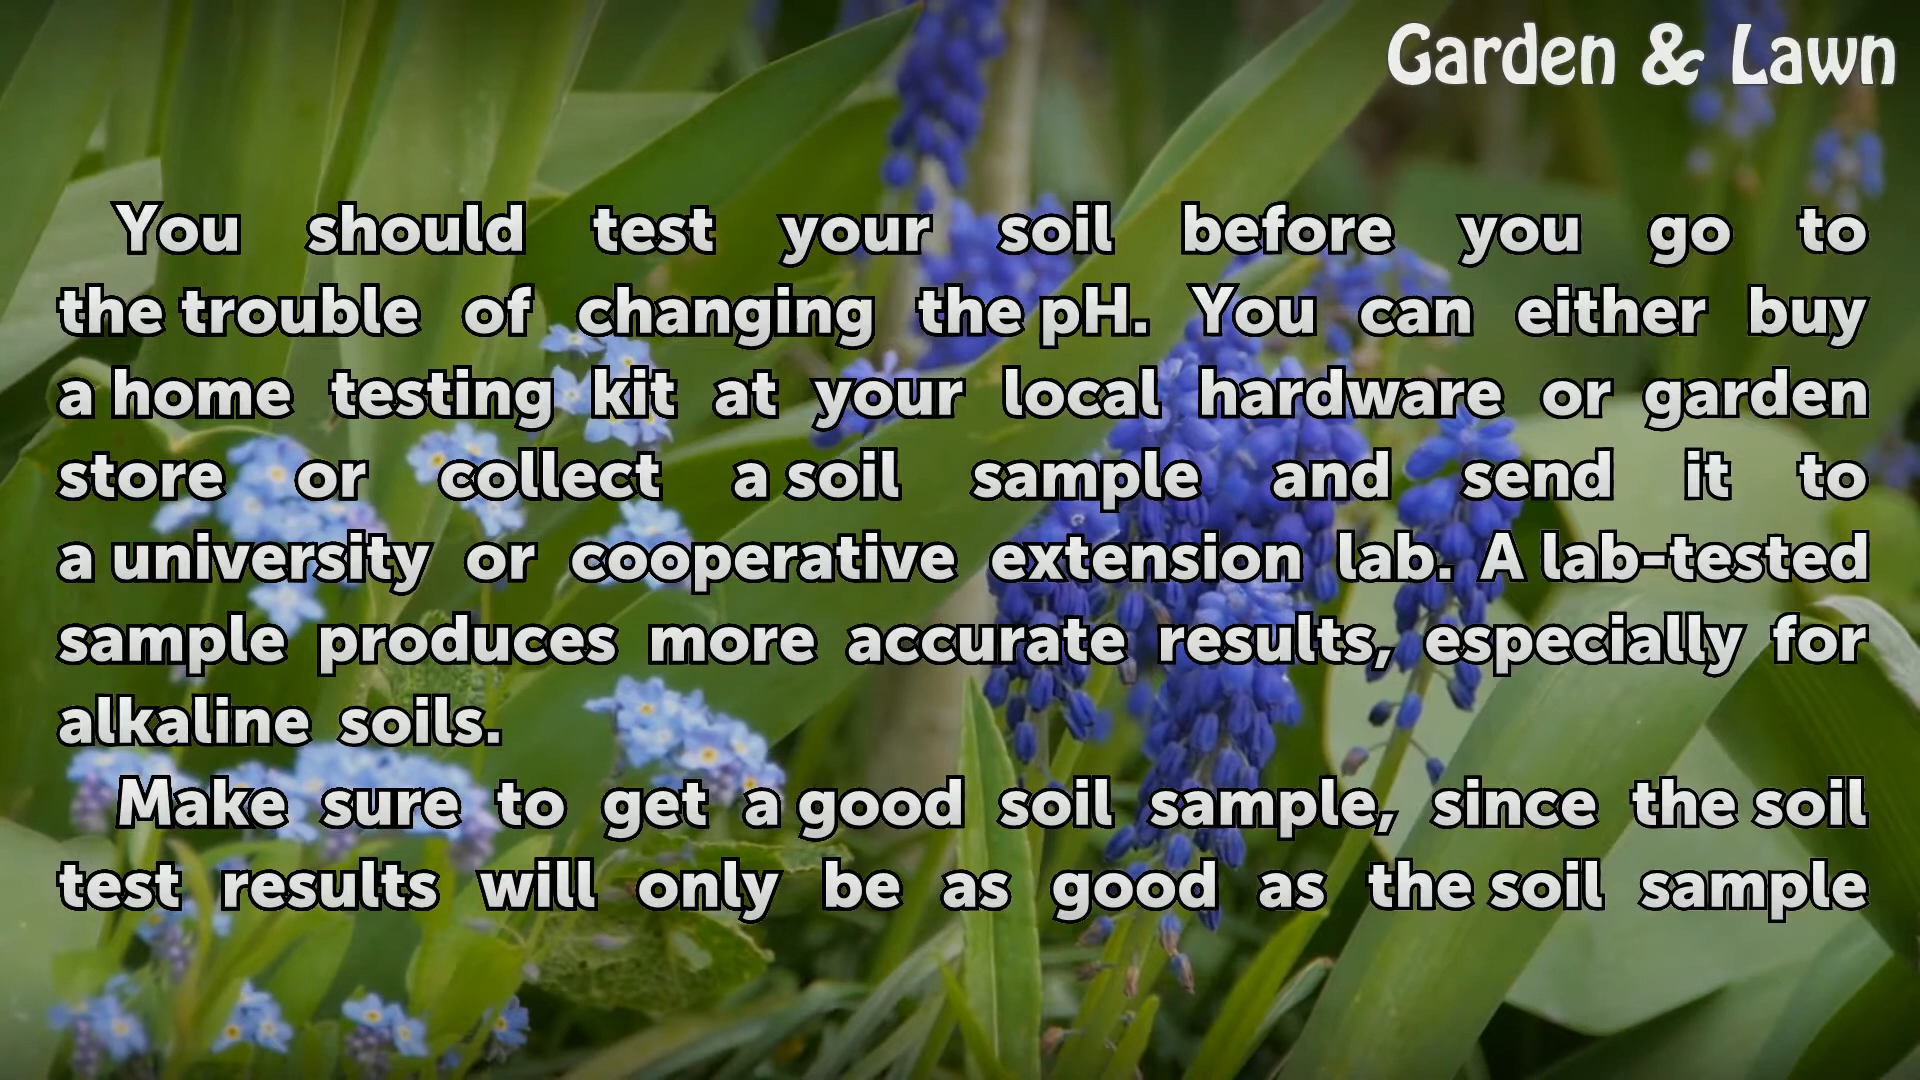 Garden & Lawn
You should test your soil before you go to
the trouble of changing the pH. You can either buy
a home testing kit at your local hardware or garden
store or collect a soil sample and send it to
a university or cooperative extension lab. A lab-tested
sample produces more accurate results, especially for
alkaline soils.
Make sure to get a good soil sample, since the soil
test results will only be as good as the soil sample